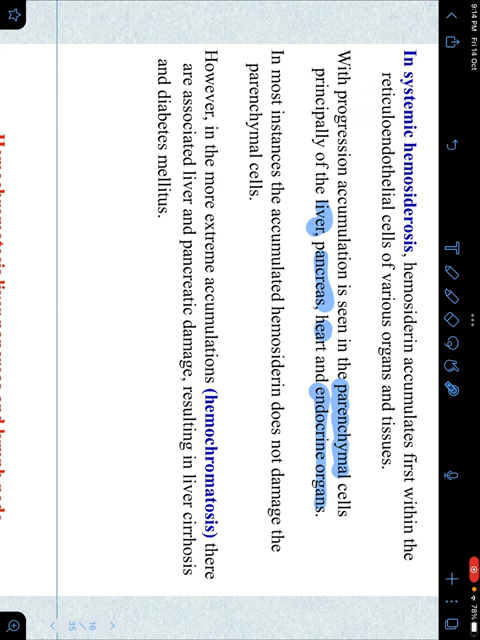 9:14 PM Fri 14 Oct
78%
In systemic hemosiderosis, hemosiderin accumulates first within the
reticuloendothelial cells of various organs and tissues.
With progression accumulation is seen in the parenchymal cells
principally of the liver, pancreas, heart and endocrine organs.
In most instances the accumulated hemosiderin does not damage the
parenchymal cells.
However, in the more extreme accumulations (hemochromatosis) there
are associated liver and pancreatic damage, resulting in liver cirrhosis
and diabetes mellitus.
16 / 35